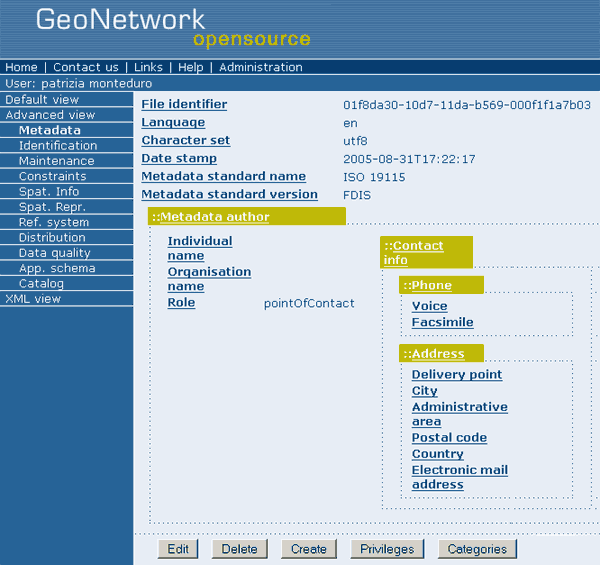 GeoNetwork
opensource
Home | Contact us | Links | Help | Administration
User: patrizia monteduro
Default view
Advanced view
Metadata
Identification
Maintenance
Constraints
Spat. Info
Spat. Repr.
Ref. system
Distribution
Data quality
App. schema
Catalog
XML view
File identifier 01f8da30-10d7-11da-b569-000f1f1a7b03
Language en
Character set utf8
Date stamp 2005-08-31T17:22:17
Metadata standard name ISO 19115
Metadata standard version FDIS
::Metadata author
Individual
name
Organisation
name
Role pointOfContact
::Contact
info
::Phone
Voice
Facsimile
::Address
Delivery point
City
Administrative
area
Postal code
Country
Electronic mail
address
Edit Delete Create Privileges Categories